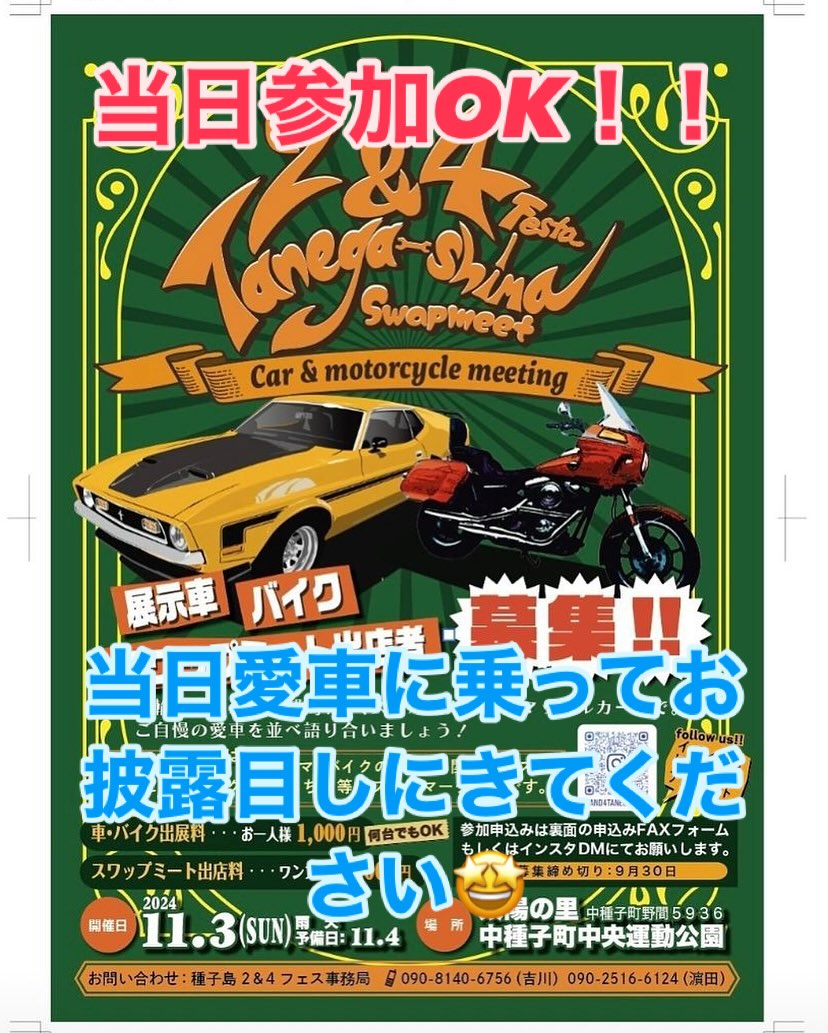 当日参加OK！！
2&4
Festa
Tanega-shima
Swapmeet
Car & motorcycle meeting
展示車 バイク
出店者 募集!!
当日愛車に乗ってお
ご自慢の愛車を並べ語り合いましょう！
follow us!!
披露目しにきてくだ
車・バイク出展料・・・お一人様1,000円 何台でもOK
参加申込みは裏面の申込みFAXフォーム
もしくはインスタDMにてお願いします。
スワップミート出店料・・・ワン
募集締め切り：9月30日
さい🤩
開催日 2024 11.3(SUN) 予備日: 11.4
場所 の里 中種子町野間5936
中種子町中央運動公園
お問い合わせ：種子島2&4フェス事務局 090-8140-6756（吉川） 090-2516-6124（濵田）